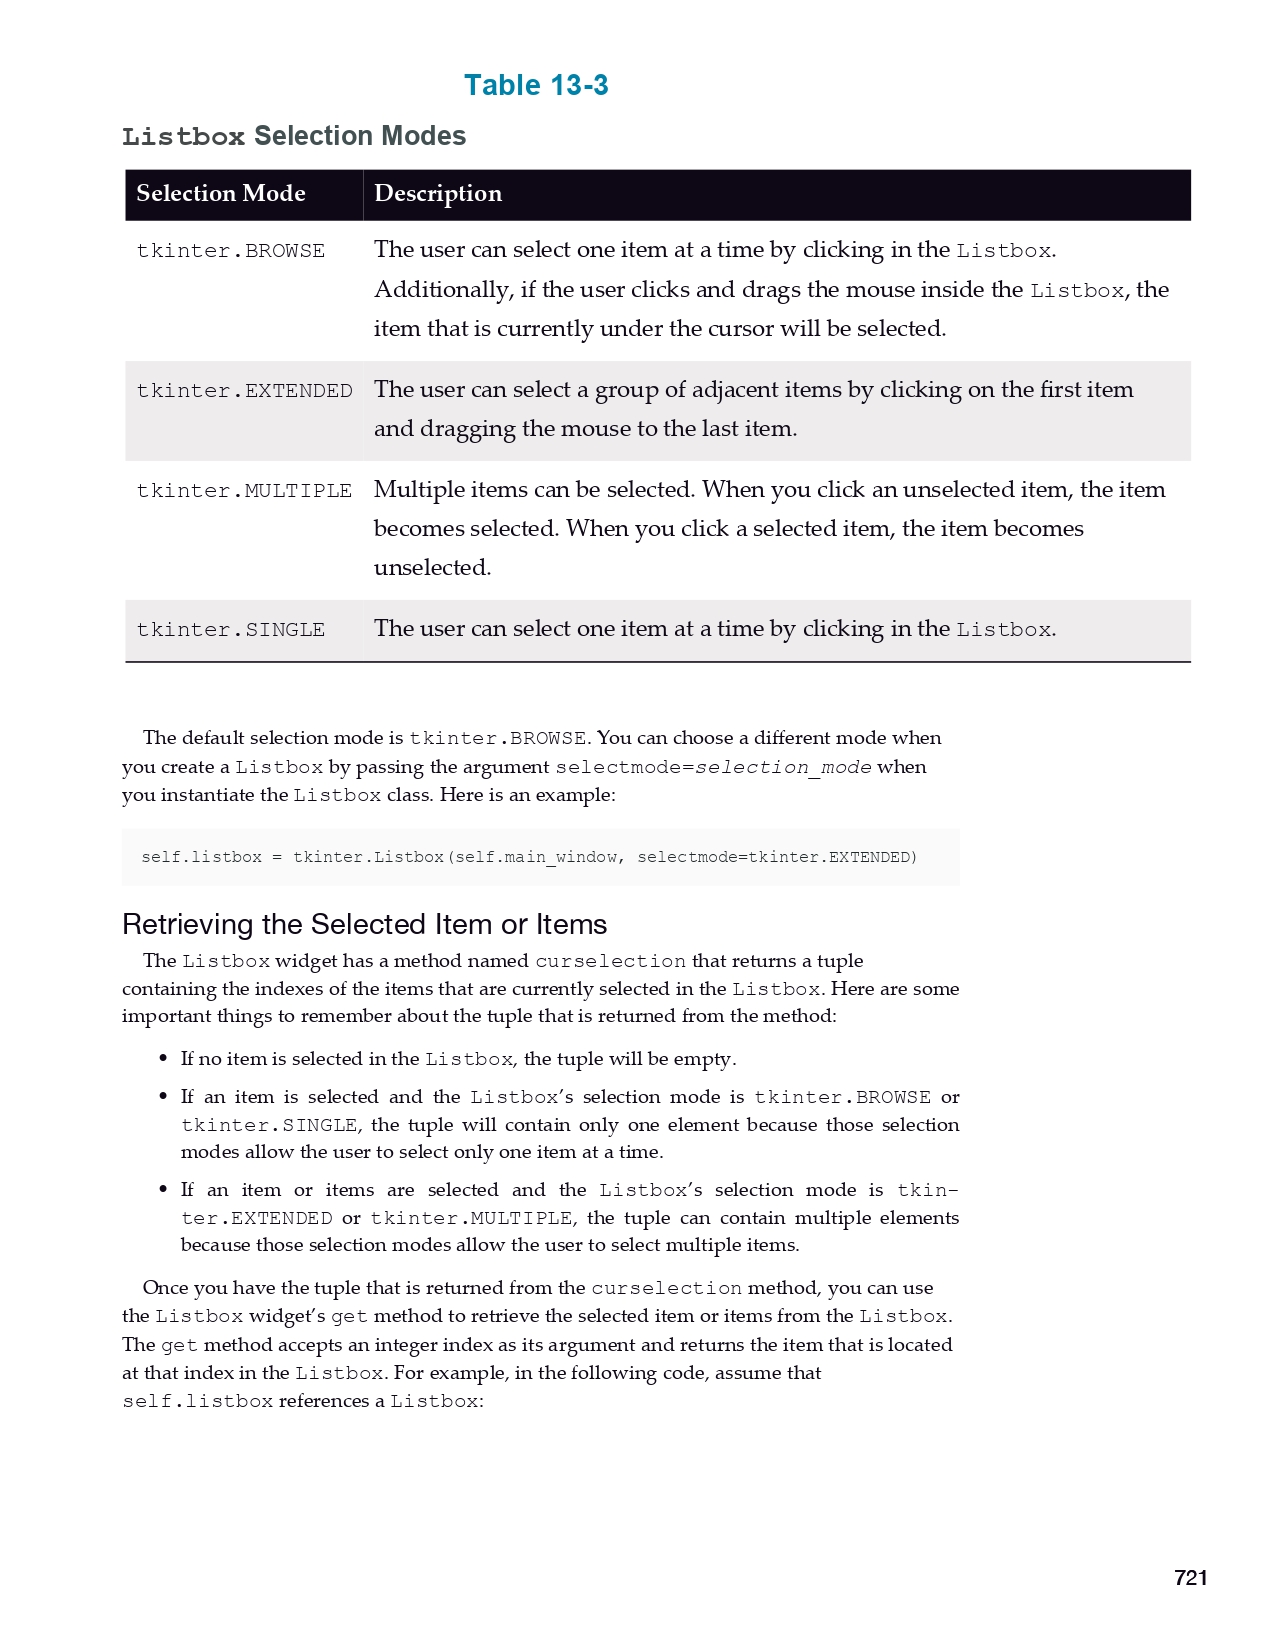 Table 13-3
Listbox Selection Modes
Selection Mode Description
tkinter.BROWSE The user can select one item at a time by clicking in the Listbox.
Additionally, if the user clicks and drags the mouse inside the Listbox, the
item that is currently under the cursor will be selected.
tkinter.EXTENDED The user can select a group of adjacent items by clicking on the first item
and dragging the mouse to the last item.
tkinter.MULTIPLE Multiple items can be selected. When you click an unselected item, the item
becomes selected. When you click a selected item, the item becomes
unselected.
tkinter.SINGLE The user can select one item at a time by clicking in the Listbox.
The default selection mode is tkinter.BROWSE. You can choose a different mode when
you create a Listbox by passing the argument selectmode=selection_mode when
you instantiate the Listbox class. Here is an example:
self.listbox = tkinter.Listbox(self.main_window, selectmode=tkinter.EXTENDED)
Retrieving the Selected Item or Items
The Listbox widget has a method named curselection that returns a tuple
containing the indexes of the items that are currently selected in the Listbox. Here are some
important things to remember about the tuple that is returned from the method:
• If no item is selected in the Listbox, the tuple will be empty.
• If an item is selected and the Listbox’s selection mode is tkinter.BROWSE or
tkinter.SINGLE, the tuple will contain only one element because those selection
modes allow the user to select only one item at a time.
• If an item or items are selected and the Listbox’s selection mode is tkin-
ter.EXTENDED or tkinter.MULTIPLE, the tuple can contain multiple elements
because those selection modes allow the user to select multiple items.
Once you have the tuple that is returned from the curselection method, you can use
the Listbox widget’s get method to retrieve the selected item or items from the Listbox.
The get method accepts an integer index as its argument and returns the item that is located
at that index in the Listbox. For example, in the following code, assume that
self.listbox references a Listbox:
721